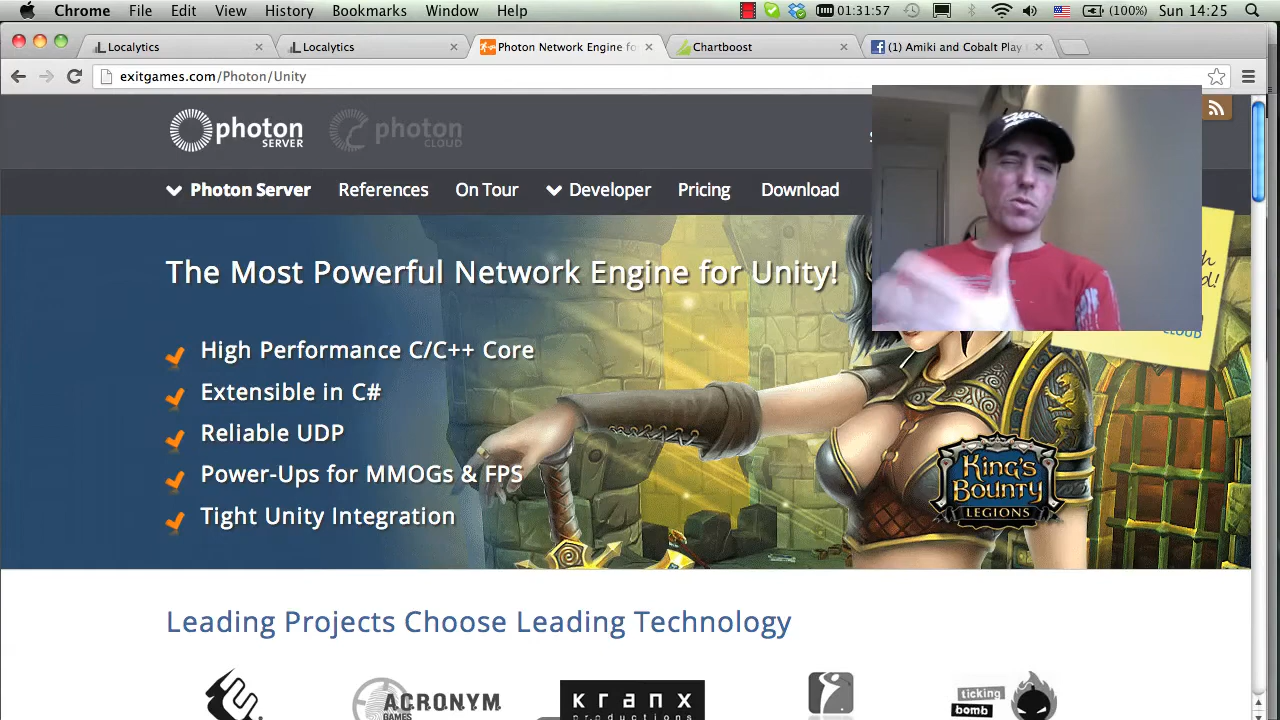 Chrome File Edit View History Bookmarks Window Help 01:31:57 (100%) Sun 14:25
Localytics Localytics Photon Network Engine for Chartboost (1) Amiki and Cobalt Play
exitgames.com/Photon/Unity
photon SERVER photon CLOUD
Photon Server References On Tour Developer Pricing Download
The Most Powerful Network Engine for Unity!
High Performance C/C++ Core
Extensible in C#
Reliable UDP
Power-Ups for MMOGs & FPS
Tight Unity Integration
CLOUD
King's
Bounty
LEGIONS
Leading Projects Choose Leading Technology
ACRONYM
GAMES
kranx
productions
ticking
bomb